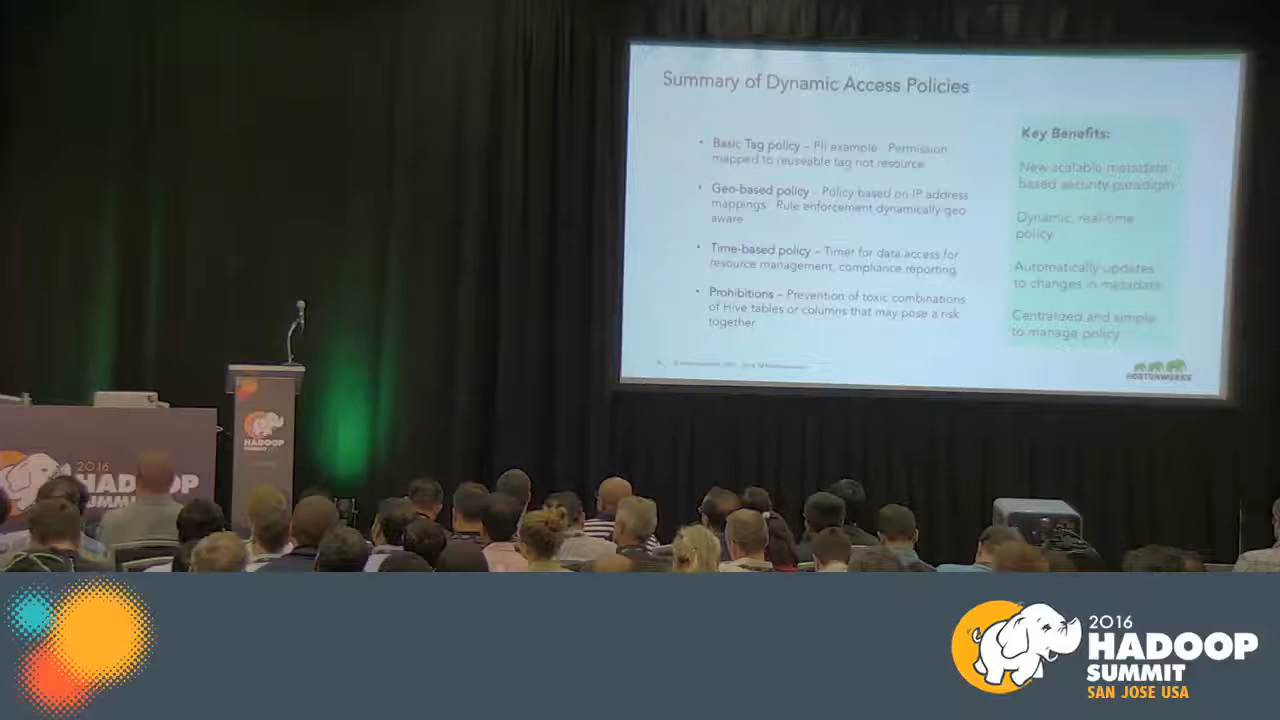 Summary of Dynamic Access Policies
• Basic Tag policy – PII example. Permission
mapped to reuseable tag not resource
• Geo-based policy – Policy based on IP address
mappings. Rule enforcement dynamically geo
aware
• Time-based policy – Timer for data access for
resource management, compliance reporting
• Prohibitions – Prevention of toxic combinations
of Hive tables or columns that may pose a risk
together
Key Benefits:
New scalable metadata
based security paradigm
Dynamic, real-time
policy
Automatically updates
to changes in metadata
Centralized and simple
to manage policy
HORTONWORKS
HADOOP
SUMMIT
2016
HADOOP
SUMMIT
2016
HADOOP
SUMMIT
SAN JOSE USA